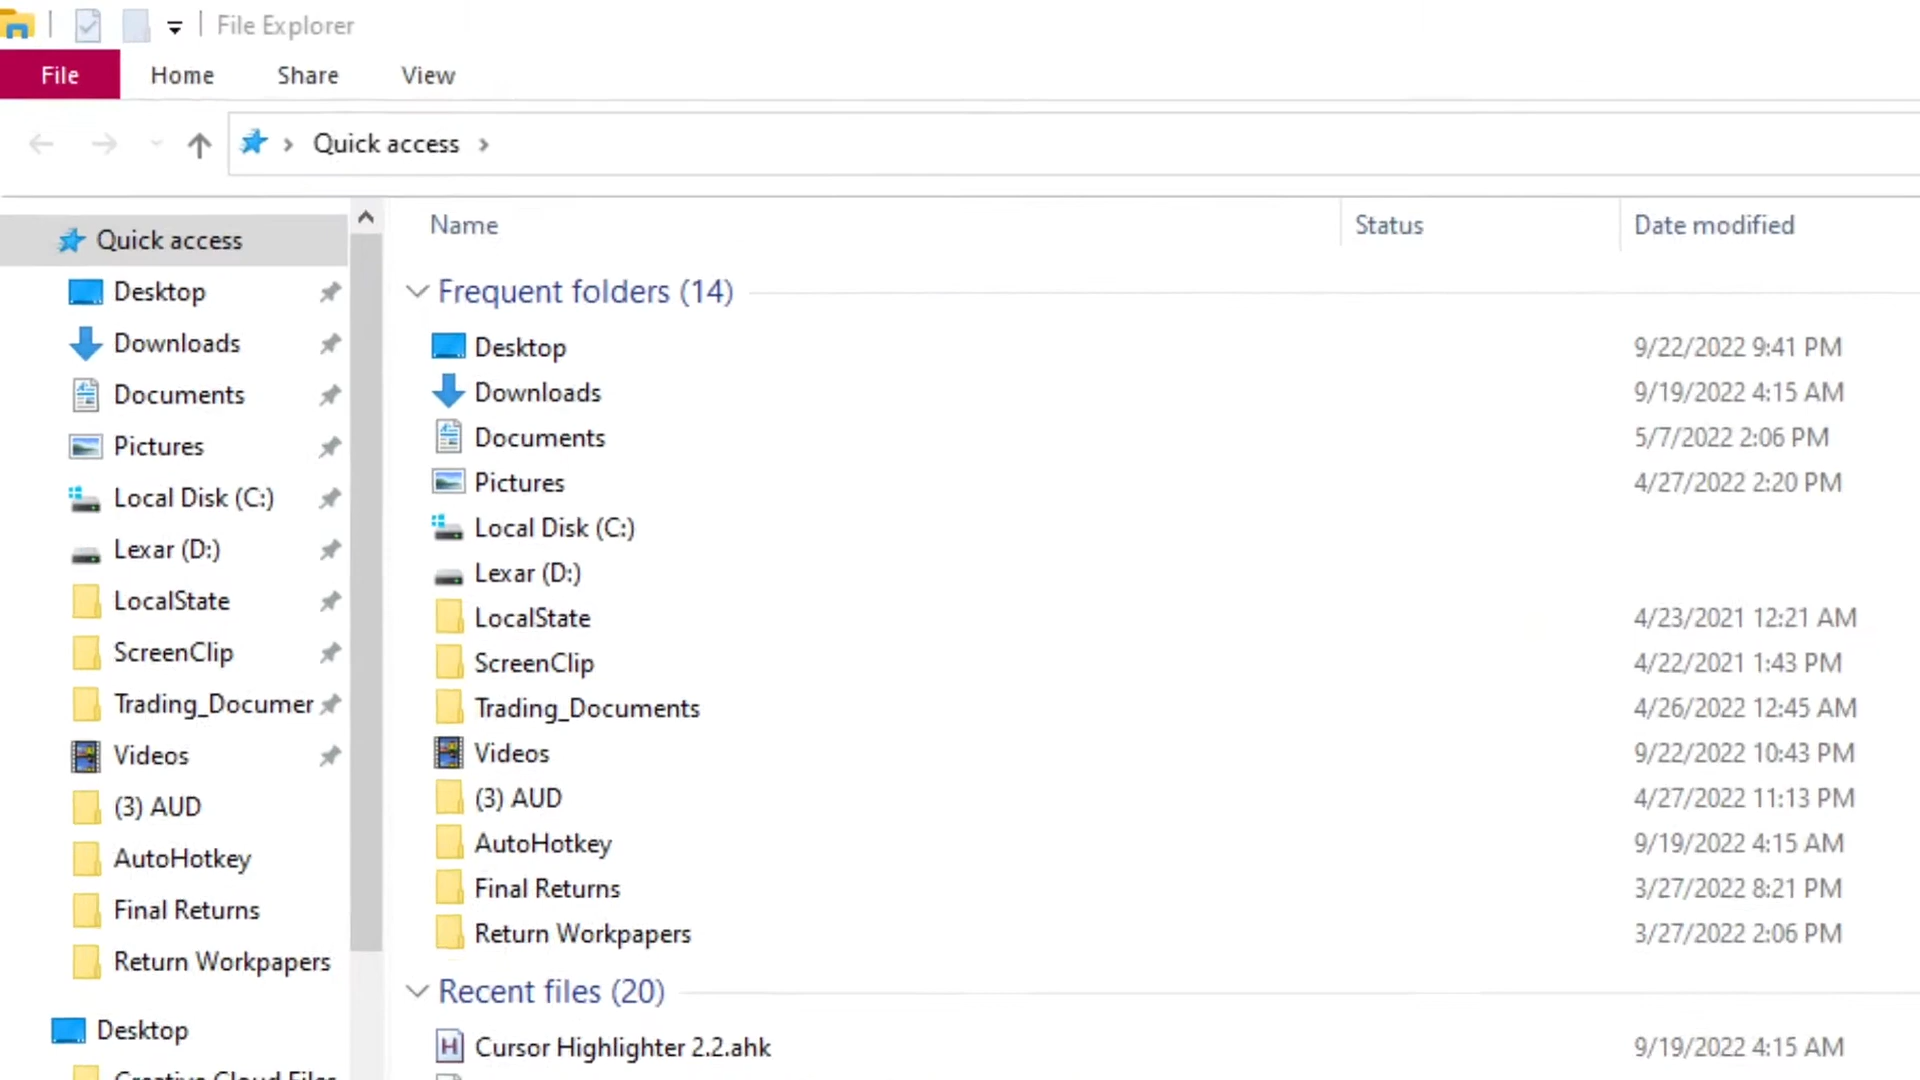 File Explorer
File Home Share View
Quick access
Name Status Date modified
Quick access
Desktop
Downloads
Documents
Pictures
Local Disk (C:)
Lexar (D:)
LocalState
ScreenClip
Trading_Documer
Videos
(3) AUD
AutoHotkey
Final Returns
Return Workpapers
Desktop
Creative Cloud Files
Frequent folders (14)
Desktop 9/22/2022 9:41 PM
Downloads 9/19/2022 4:15 AM
Documents 5/7/2022 2:06 PM
Pictures 4/27/2022 2:20 PM
Local Disk (C:)
Lexar (D:)
LocalState 4/23/2021 12:21 AM
ScreenClip 4/22/2021 1:43 PM
Trading_Documents 4/26/2022 12:45 AM
Videos 9/22/2022 10:43 PM
(3) AUD 4/27/2022 11:13 PM
AutoHotkey 9/19/2022 4:15 AM
Final Returns 3/27/2022 8:21 PM
Return Workpapers 3/27/2022 2:06 PM
Recent files (20)
Cursor Highlighter 2.2.ahk 9/19/2022 4:15 AM